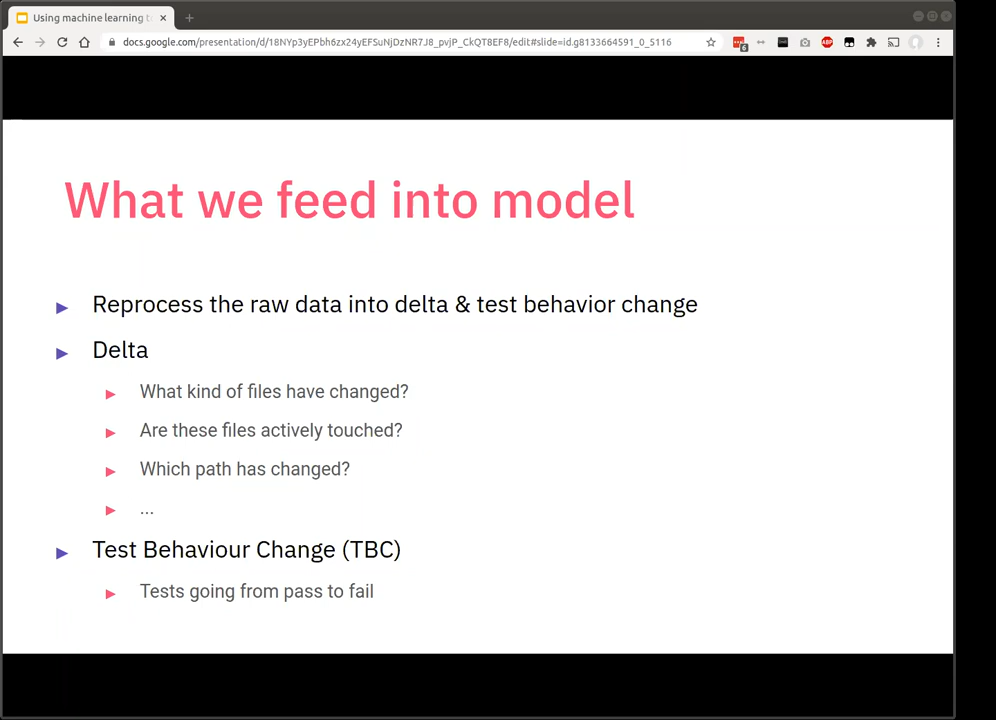 Using machine learning t
docs.google.com/presentation/d/18NYp3yEPbh6zx24yEFSuNjDzNR7J8_pvjP_CkQT8EF8/edit#slide=id.g8133664591_0_5116
6
ABP
What we feed into model
Reprocess the raw data into delta & test behavior change
Delta
What kind of files have changed?
Are these files actively touched?
Which path has changed?
...
Test Behaviour Change (TBC)
Tests going from pass to fail